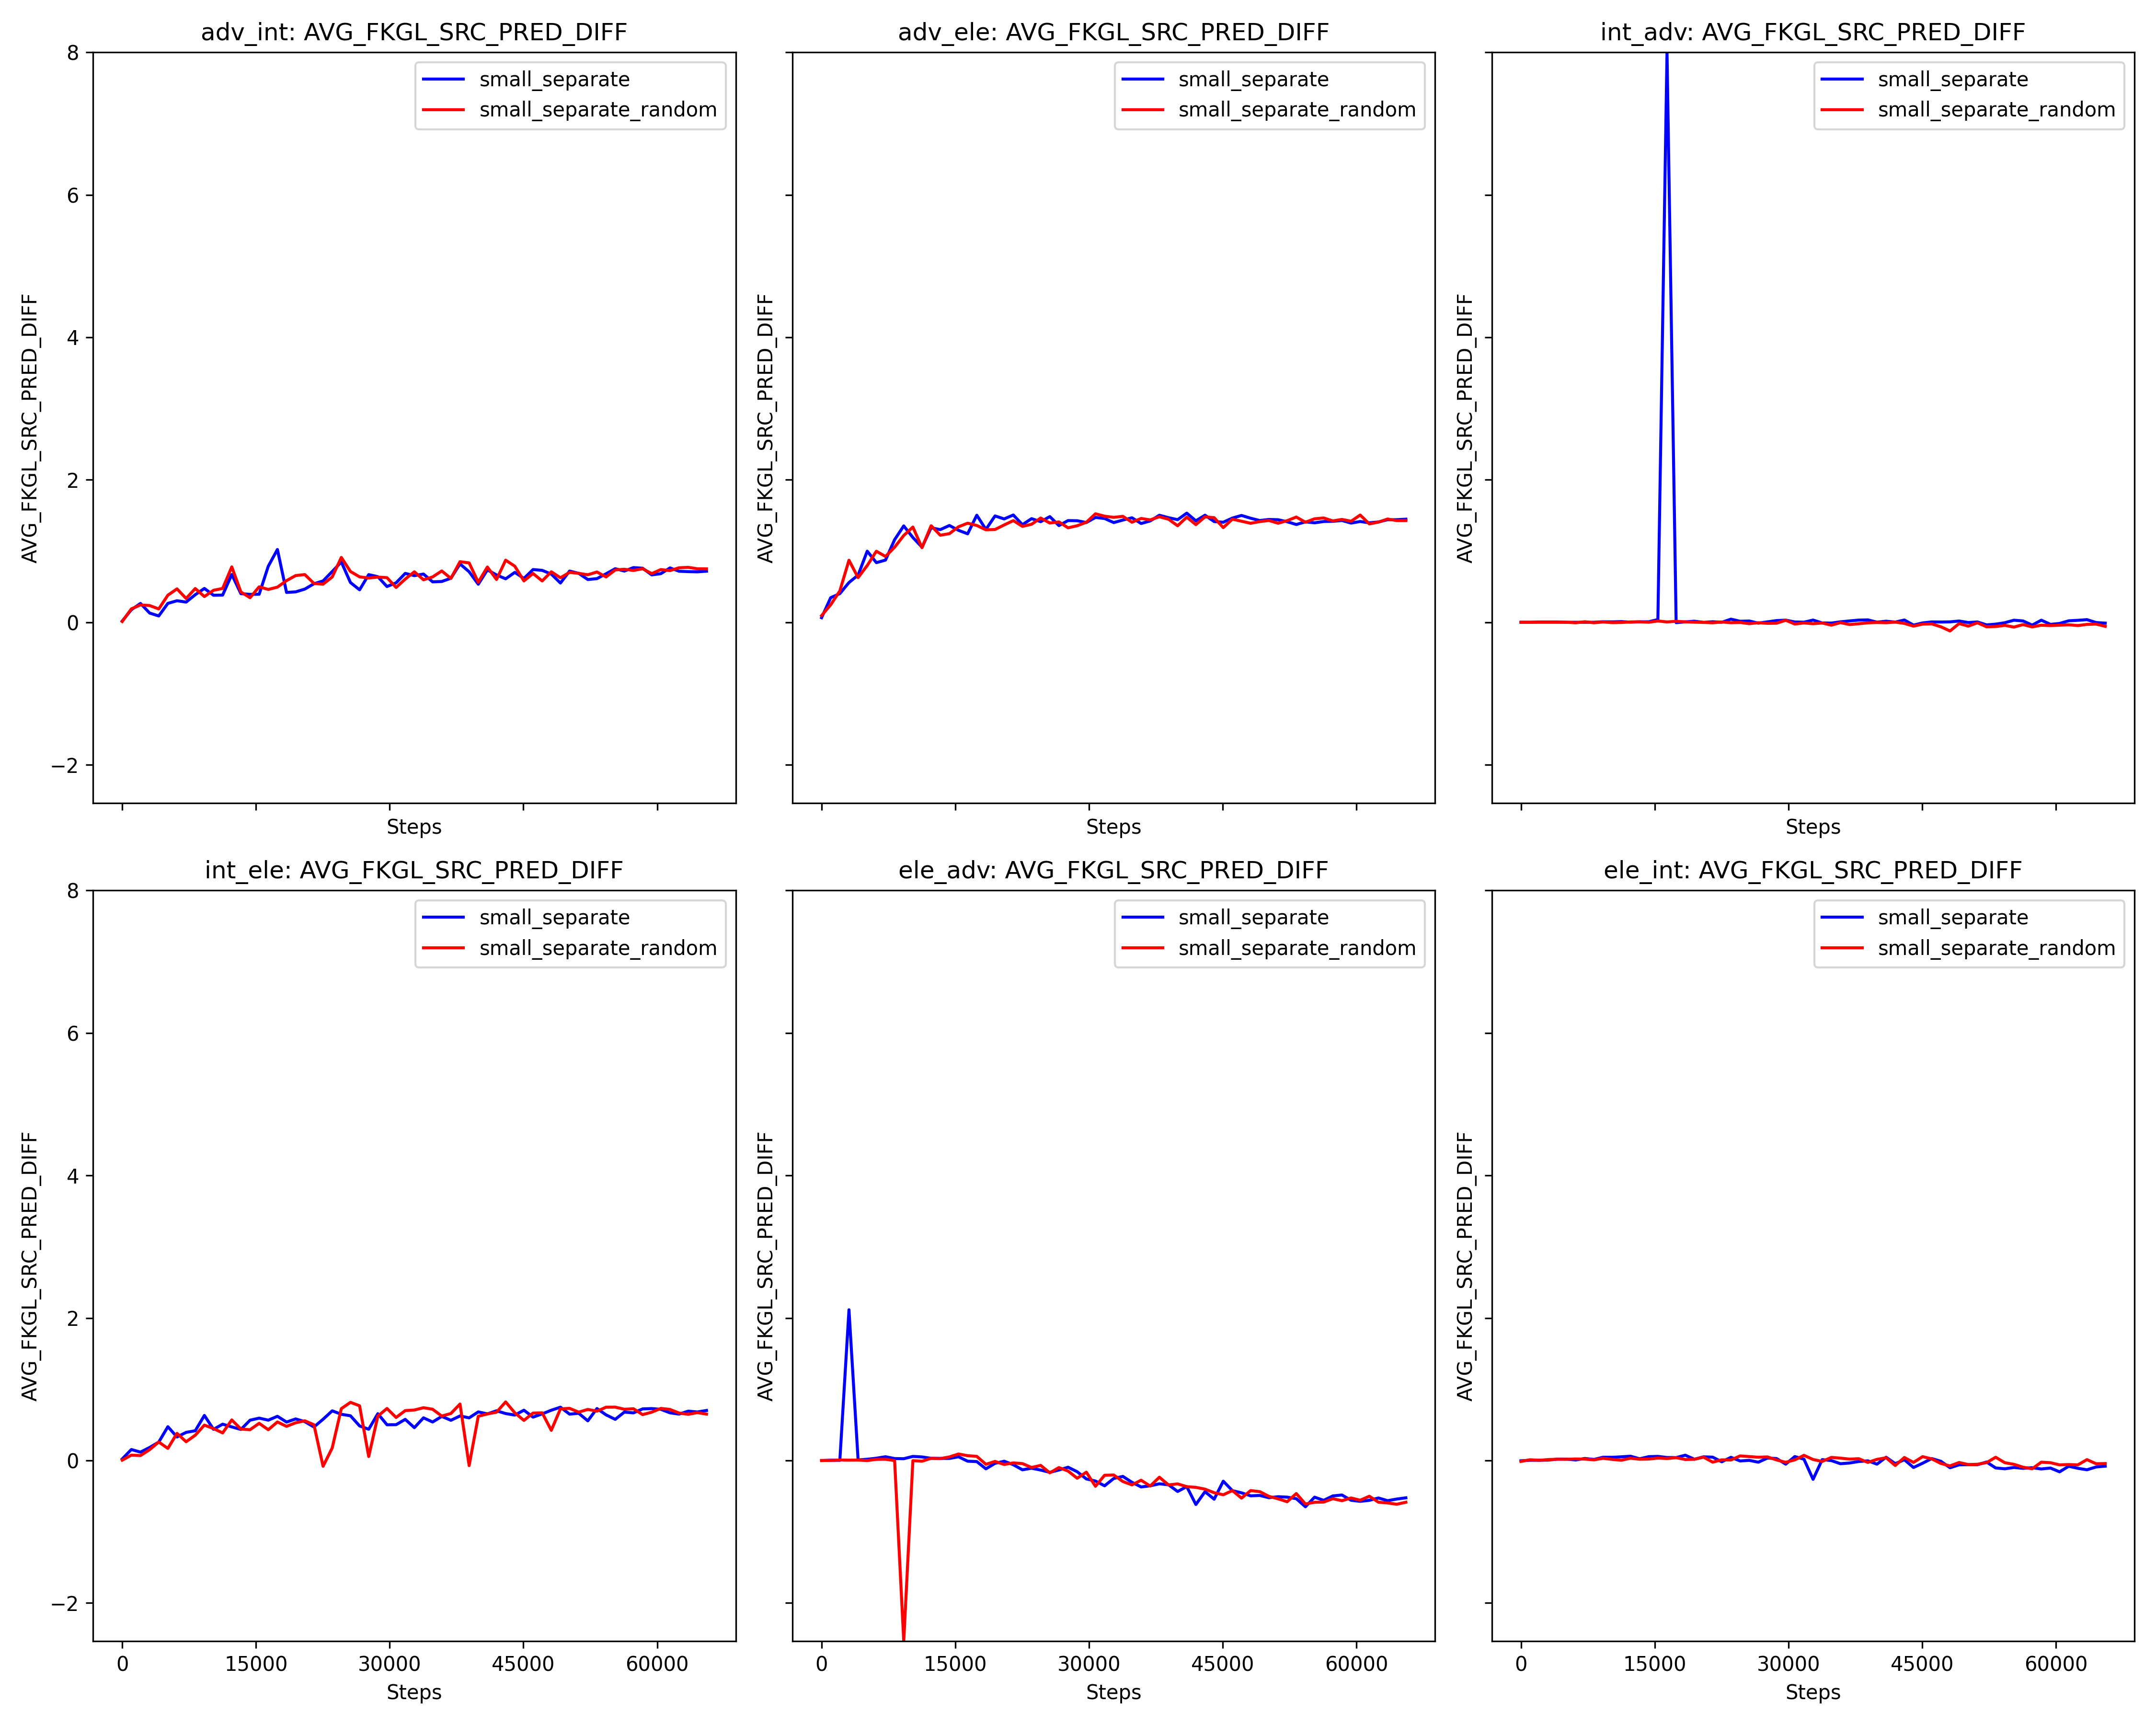 adv_int: AVG_FKGL_SRC_PRED_DIFF
8
6
4
2
0
−2
AVG_FKGL_SRC_PRED_DIFF
small_separate
small_separate_random
Steps
adv_ele: AVG_FKGL_SRC_PRED_DIFF
AVG_FKGL_SRC_PRED_DIFF
small_separate
small_separate_random
Steps
int_adv: AVG_FKGL_SRC_PRED_DIFF
AVG_FKGL_SRC_PRED_DIFF
small_separate
small_separate_random
Steps
int_ele: AVG_FKGL_SRC_PRED_DIFF
8
6
4
2
0
−2
AVG_FKGL_SRC_PRED_DIFF
small_separate
small_separate_random
0 15000 30000 45000 60000
Steps
ele_adv: AVG_FKGL_SRC_PRED_DIFF
AVG_FKGL_SRC_PRED_DIFF
small_separate
small_separate_random
0 15000 30000 45000 60000
Steps
ele_int: AVG_FKGL_SRC_PRED_DIFF
AVG_FKGL_SRC_PRED_DIFF
small_separate
small_separate_random
0 15000 30000 45000 60000
Steps